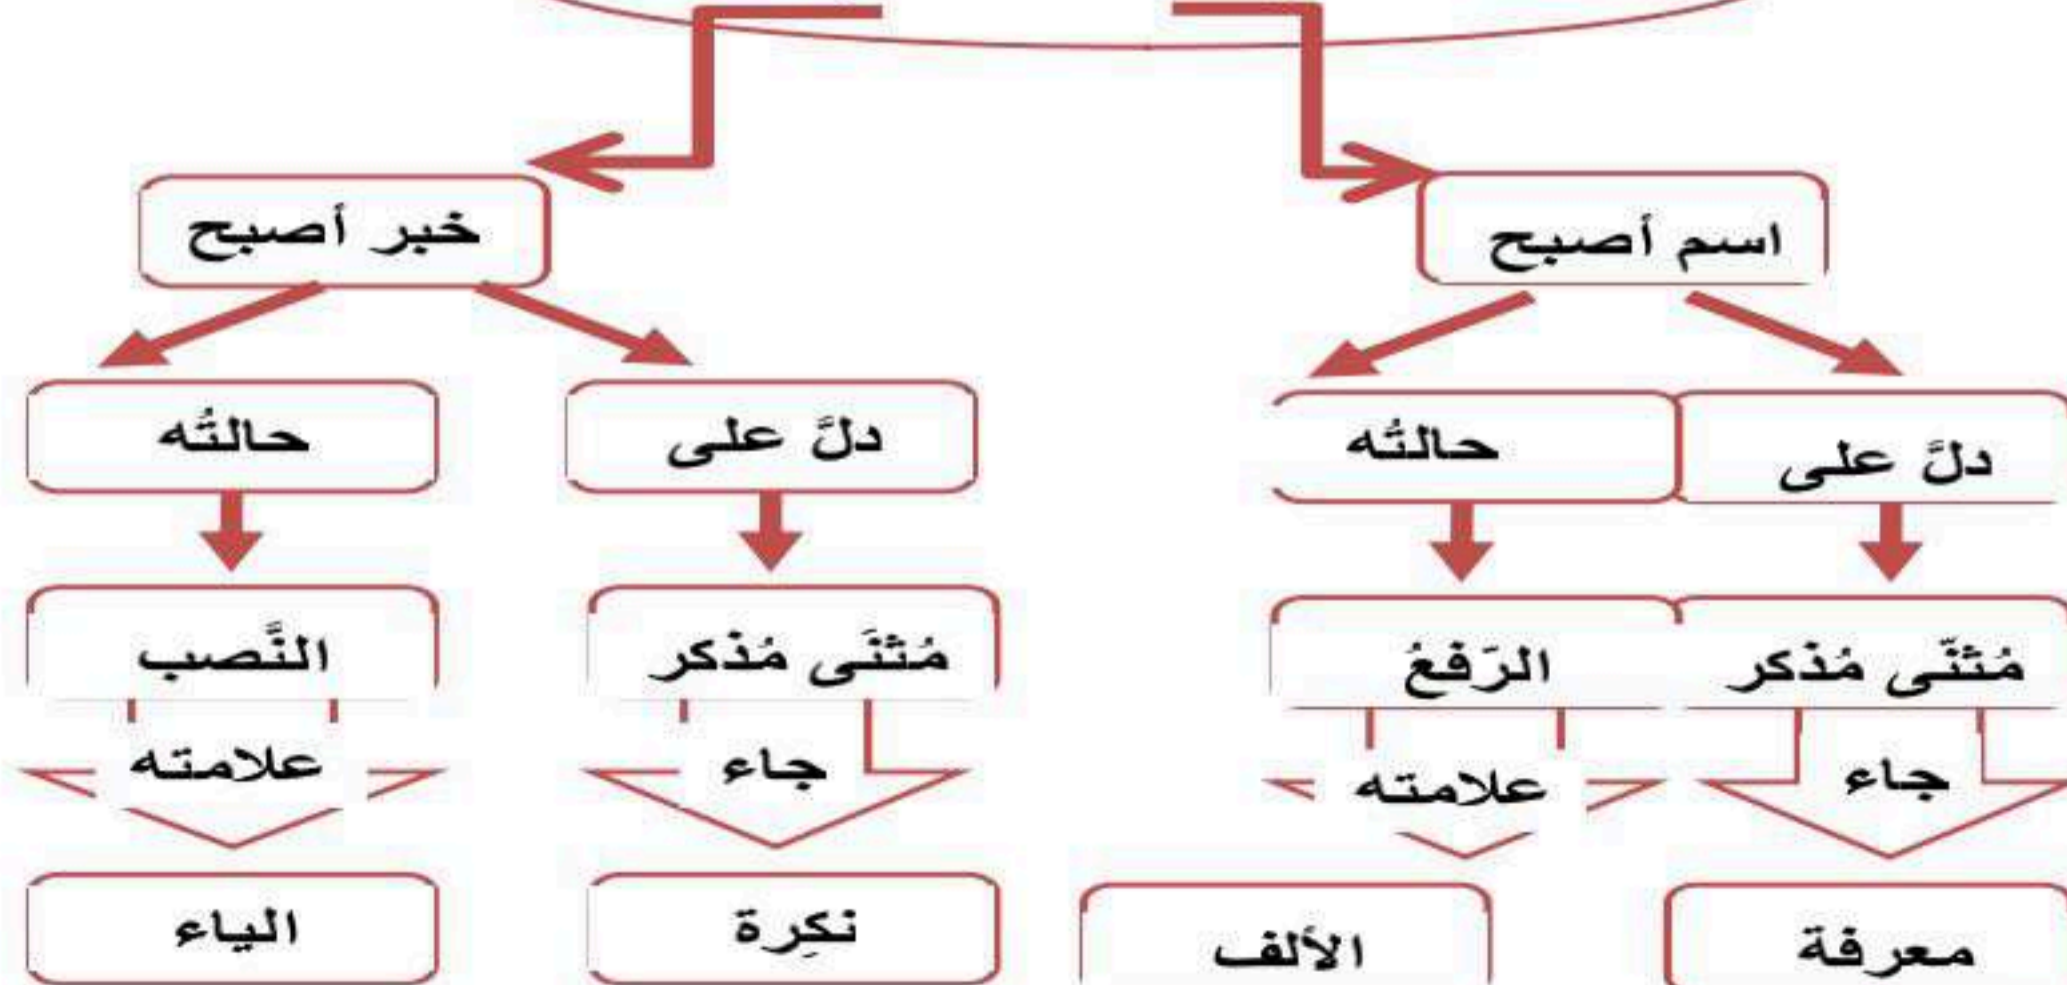 اسم أصبح
خبر أصبح
دلَّ على
حالتُه
دلَّ على
حالتُه
مُثنّى مُذكر
الرَفعُ
مُثنَى مُذكر
النَّصب
جاء
علامته
جاء
علامته
معرفة
الألف
نكِرة
الياء